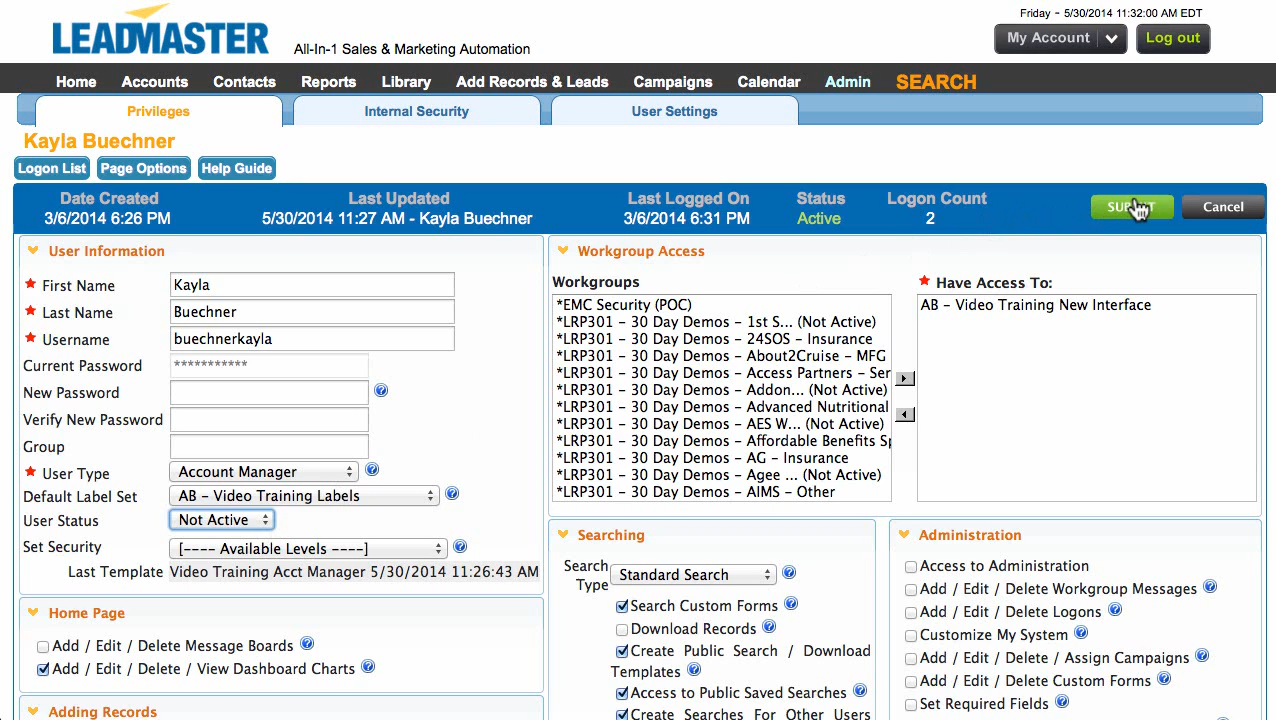 Friday - 5/30/2014 11:32:00 AM EDT
LEADMASTER All-In-1 Sales & Marketing Automation
My Account Log out
Home Accounts Contacts Reports Library Add Records & Leads Campaigns Calendar Admin SEARCH
Privileges Internal Security User Settings
Kayla Buechner
Logon List Page Options Help Guide
Date Created Last Updated Last Logged On Status Logon Count
3/6/2014 6:26 PM 5/30/2014 11:27 AM - Kayla Buechner 3/6/2014 6:31 PM Active 2
Cancel
User Information
First Name Kayla
Last Name Buechner
Username buechnerkayla
Current Password ***********
New Password
Verify New Password
Group
User Type Account Manager
Default Label Set AB - Video Training Labels
User Status Not Active
Set Security [---- Available Levels ----]
Last Template Video Training Acct Manager 5/30/2014 11:26:43 AM
Home Page
Add / Edit / Delete Message Boards
Add / Edit / Delete / View Dashboard Charts
Adding Records
Workgroup Access
Workgroups
*EMC Security (POC)
*LRP301 - 30 Day Demos - 1st S... (Not Active)
*LRP301 - 30 Day Demos - 24SOS - Insurance
*LRP301 - 30 Day Demos - About2Cruise - MFG
*LRP301 - 30 Day Demos - Access Partners - Ser
*LRP301 - 30 Day Demos - Addon... (Not Active)
*LRP301 - 30 Day Demos - Advanced Nutritional
*LRP301 - 30 Day Demos - AES W... (Not Active)
*LRP301 - 30 Day Demos - Affordable Benefits Sp
*LRP301 - 30 Day Demos - AG - Insurance
*LRP301 - 30 Day Demos - Agee ... (Not Active)
*LRP301 - 30 Day Demos - AIMS - Other
Have Access To:
AB - Video Training New Interface
Searching
Search Type Standard Search
Search Custom Forms
Download Records
Create Public Search / Download
Templates
Access to Public Saved Searches
Create Searches For Other Users
Administration
Access to Administration
Add / Edit / Delete Workgroup Messages
Add / Edit / Delete Logons
Customize My System
Add / Edit / Delete / Assign Campaigns
Add / Edit / Delete Custom Forms
Set Required Fields